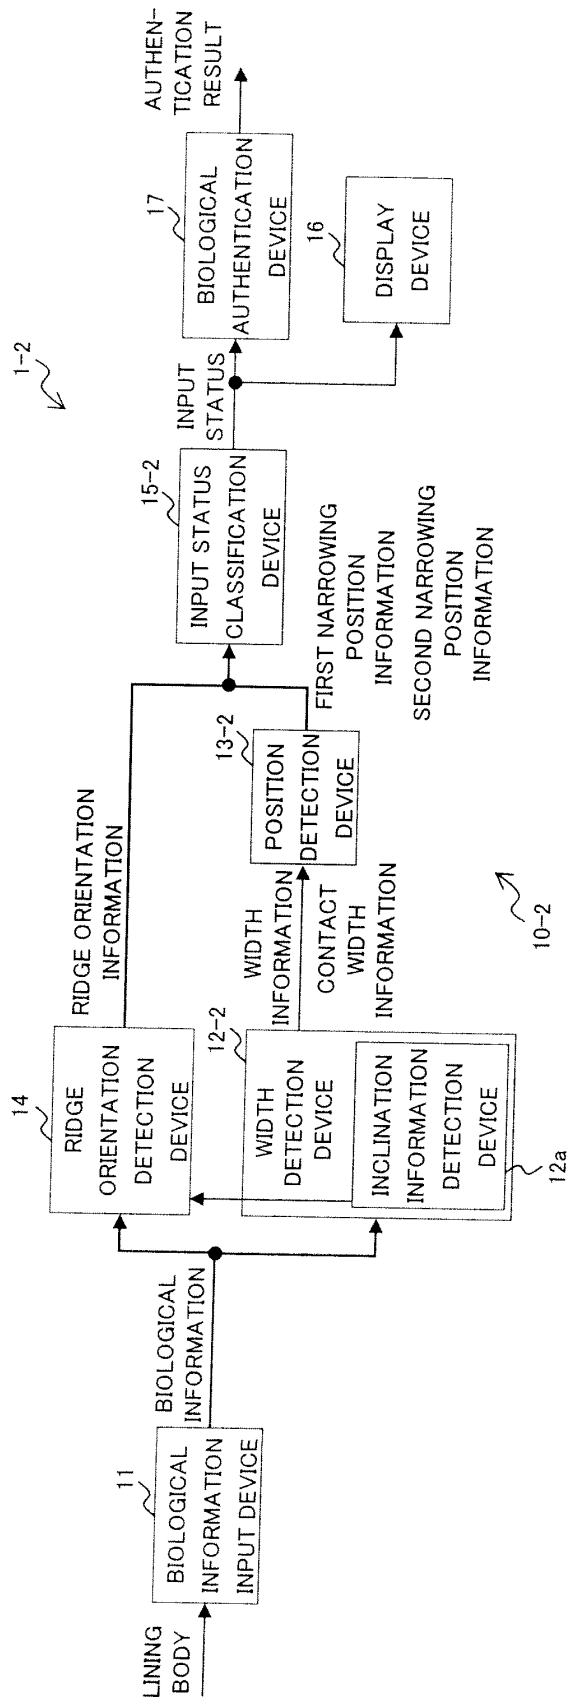 1-2
LINING
BODY
11
BIOLOGICAL
INFORMATION
INPUT DEVICE
BIOLOGICAL
INFORMATION
14
RIDGE
ORIENTATION
DETECTION
DEVICE
RIDGE ORIENTATION
INFORMATION
12-2
WIDTH
DETECTION
DEVICE
INCLINATION
INFORMATION
DETECTION
DEVICE
12a
WIDTH
INFORMATION
CONTACT
WIDTH
INFORMATION
13-2
POSITION
DETECTION
DEVICE
FIRST NARROWING
POSITION
INFORMATION
SECOND NARROWING
POSITION
INFORMATION
10-2
15-2
INPUT STATUS
CLASSIFICATION
DEVICE
INPUT
STATUS
17
BIOLOGICAL
AUTHENTICATION
DEVICE
16
DISPLAY
DEVICE
AUTHEN-
TICATION
RESULT